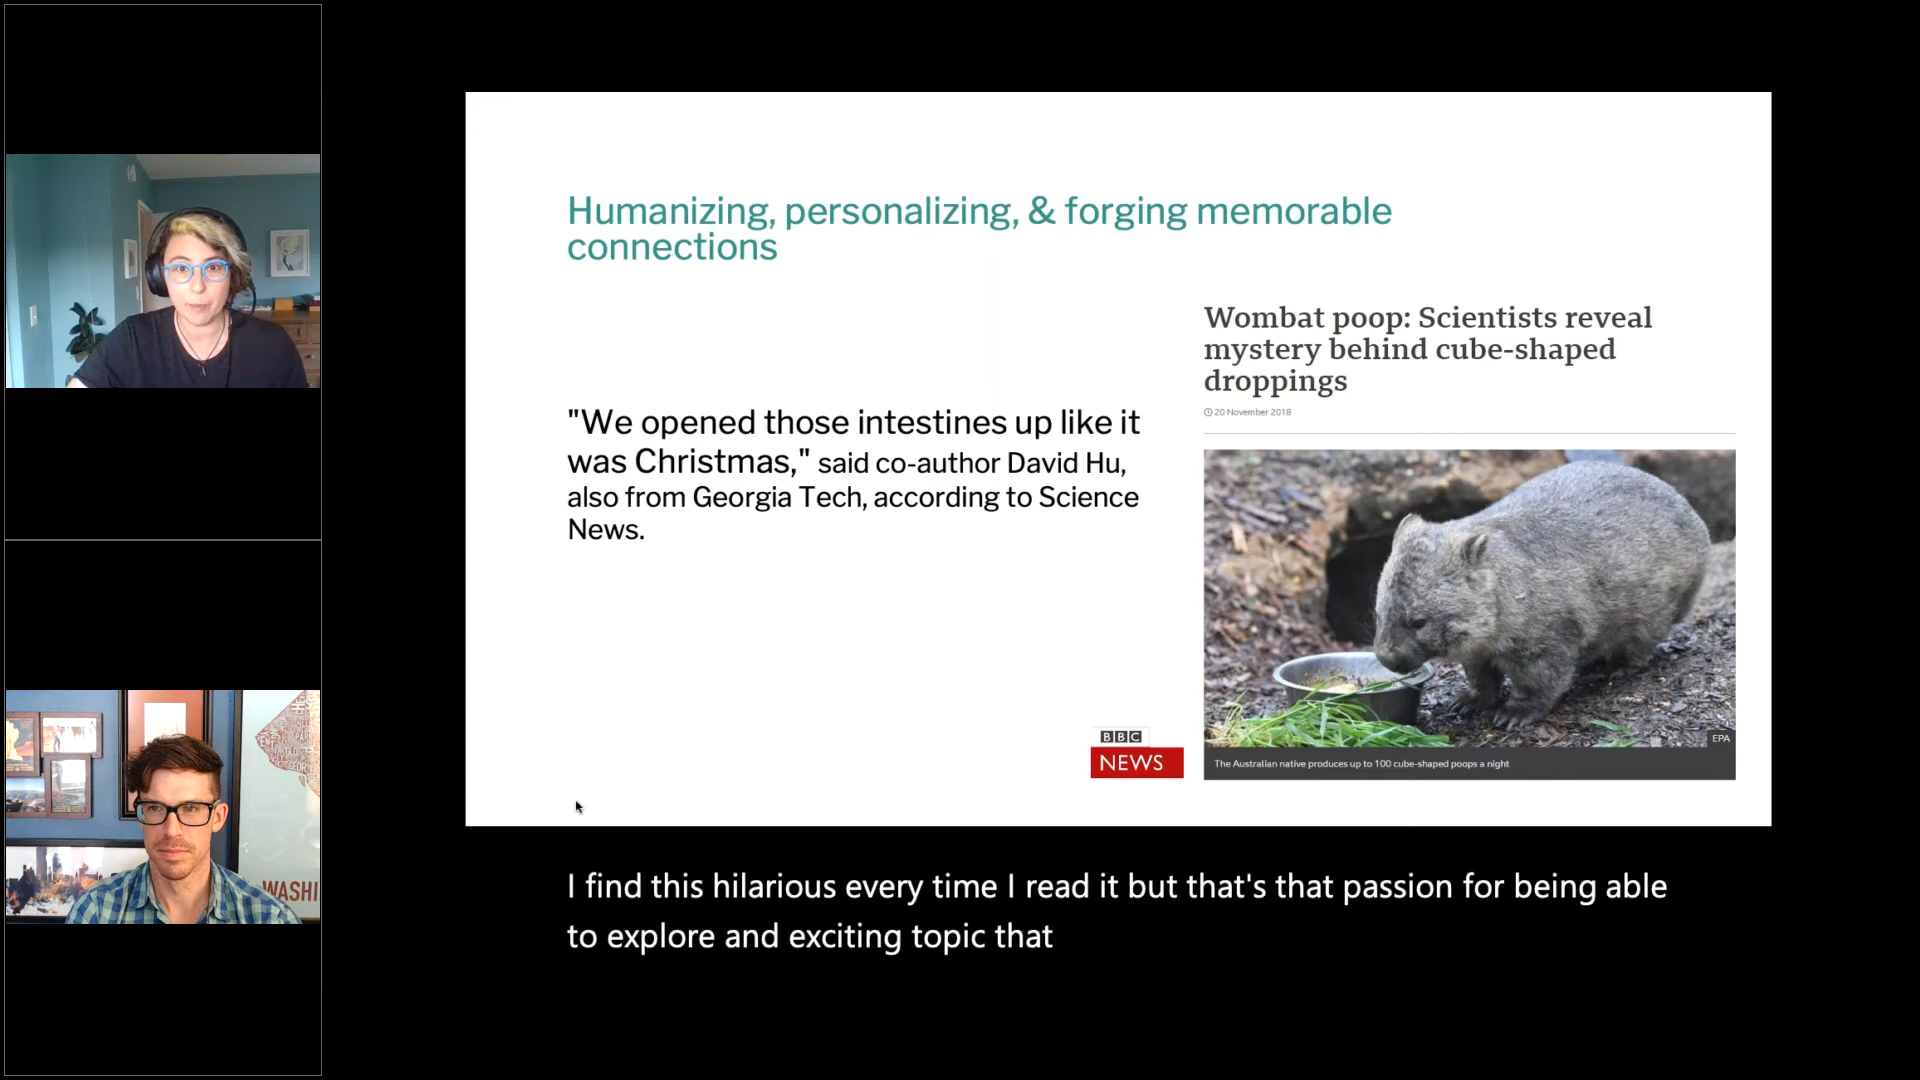 Humanizing, personalizing, & forging memorable
connections
"We opened those intestines up like it
was Christmas," said co-author David Hu,
also from Georgia Tech, according to Science
News.
Wombat poop: Scientists reveal
mystery behind cube-shaped
droppings
20 November 2018
EPA
The Australian native produces up to 100 cube-shaped poops a night
BBC
NEWS
WASHI
I find this hilarious every time I read it but that's that passion for being able
to explore and exciting topic that